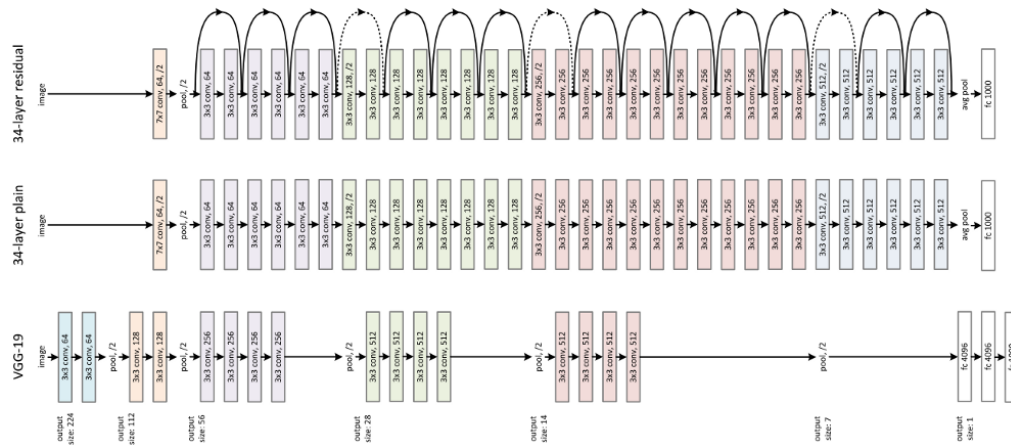 34-layer residual
image
7x7 conv, 64, /2
pool, /2
3x3 conv, 64
3x3 conv, 64
3x3 conv, 64
3x3 conv, 64
3x3 conv, 64
3x3 conv, 64
3x3 conv, 128, /2
3x3 conv, 128
3x3 conv, 128
3x3 conv, 128
3x3 conv, 128
3x3 conv, 128
3x3 conv, 128
3x3 conv, 128
3x3 conv, 256, /2
3x3 conv, 256
3x3 conv, 256
3x3 conv, 256
3x3 conv, 256
3x3 conv, 256
3x3 conv, 256
3x3 conv, 256
3x3 conv, 256
3x3 conv, 256
3x3 conv, 256
3x3 conv, 256
3x3 conv, 512, /2
3x3 conv, 512
3x3 conv, 512
3x3 conv, 512
3x3 conv, 512
3x3 conv, 512
avg pool
fc 1000
34-layer plain
image
7x7 conv, 64, /2
pool, /2
3x3 conv, 64
3x3 conv, 64
3x3 conv, 64
3x3 conv, 64
3x3 conv, 64
3x3 conv, 64
3x3 conv, 128, /2
3x3 conv, 128
3x3 conv, 128
3x3 conv, 128
3x3 conv, 128
3x3 conv, 128
3x3 conv, 128
3x3 conv, 128
3x3 conv, 256, /2
3x3 conv, 256
3x3 conv, 256
3x3 conv, 256
3x3 conv, 256
3x3 conv, 256
3x3 conv, 256
3x3 conv, 256
3x3 conv, 256
3x3 conv, 256
3x3 conv, 256
3x3 conv, 256
3x3 conv, 512, /2
3x3 conv, 512
3x3 conv, 512
3x3 conv, 512
3x3 conv, 512
3x3 conv, 512
avg pool
fc 1000
VGG-19
image
3x3 conv, 64
3x3 conv, 64
pool, /2
3x3 conv, 128
3x3 conv, 128
pool, /2
3x3 conv, 256
3x3 conv, 256
3x3 conv, 256
3x3 conv, 256
pool, /2
3x3 conv, 512
3x3 conv, 512
3x3 conv, 512
3x3 conv, 512
pool, /2
3x3 conv, 512
3x3 conv, 512
3x3 conv, 512
3x3 conv, 512
pool, /2
fc 4096
fc 4096
output
size: 224
output
size: 112
output
size: 56
output
size: 28
output
size: 14
output
size: 7
output
size: 1